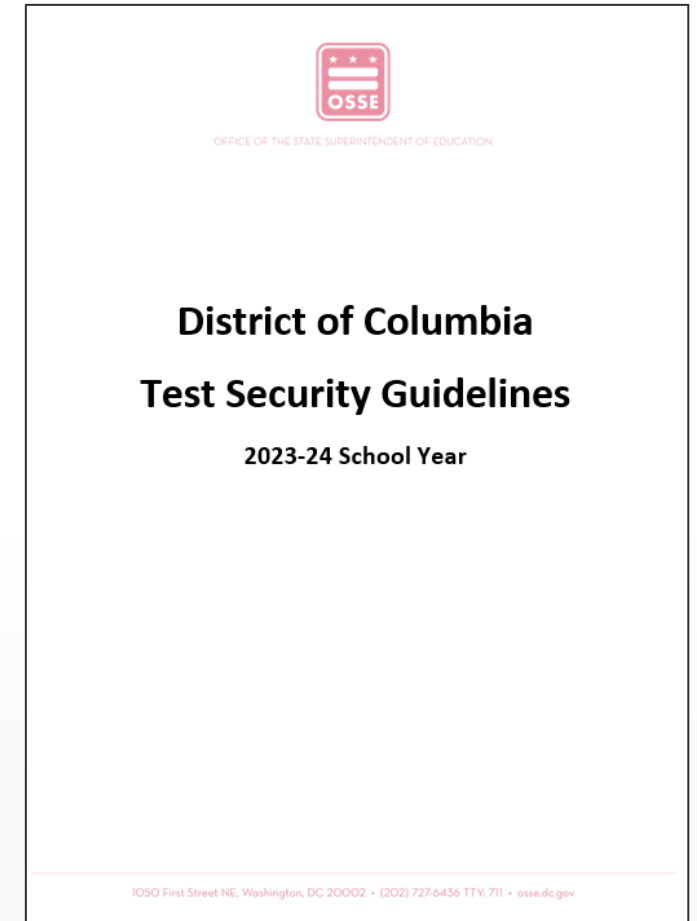 OSSE
OFFICE OF THE STATE SUPERINTENDENT OF EDUCATION
District of Columbia
Test Security Guidelines
2023-24 School Year
1050 First Street NE, Washington, DC 20002 • (202) 727-6436 TTY: 711 • osse.dc.gov